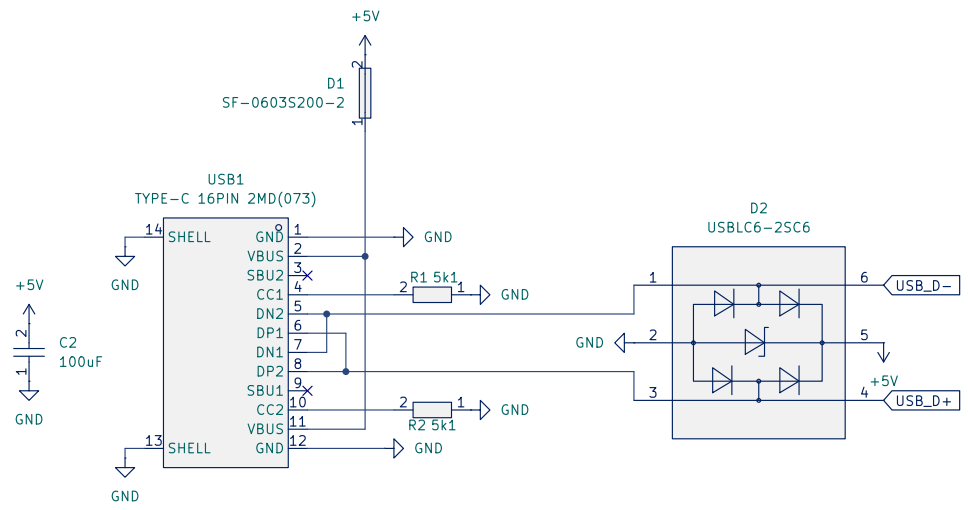 +5V
2
D1
SF-0603S200-2
1
USB1
TYPE-C 16PIN 2MD(073)
14 SHELL GND 1 GND
VBUS 2
GND
SBU2 3
CC1 4 2 R1 5k1 1 GND
DN2 5
DP1 6
DN1 7
DP2 8
SBU1 9
CC2 10 2 R2 5k1 1 GND
VBUS 11
13 SHELL GND 12 GND
GND
+5V
2
C2
100uF
1
GND
D2
USBLC6-2SC6
1 6 USB_D-
GND 2 5
+5V
3 4 USB_D+